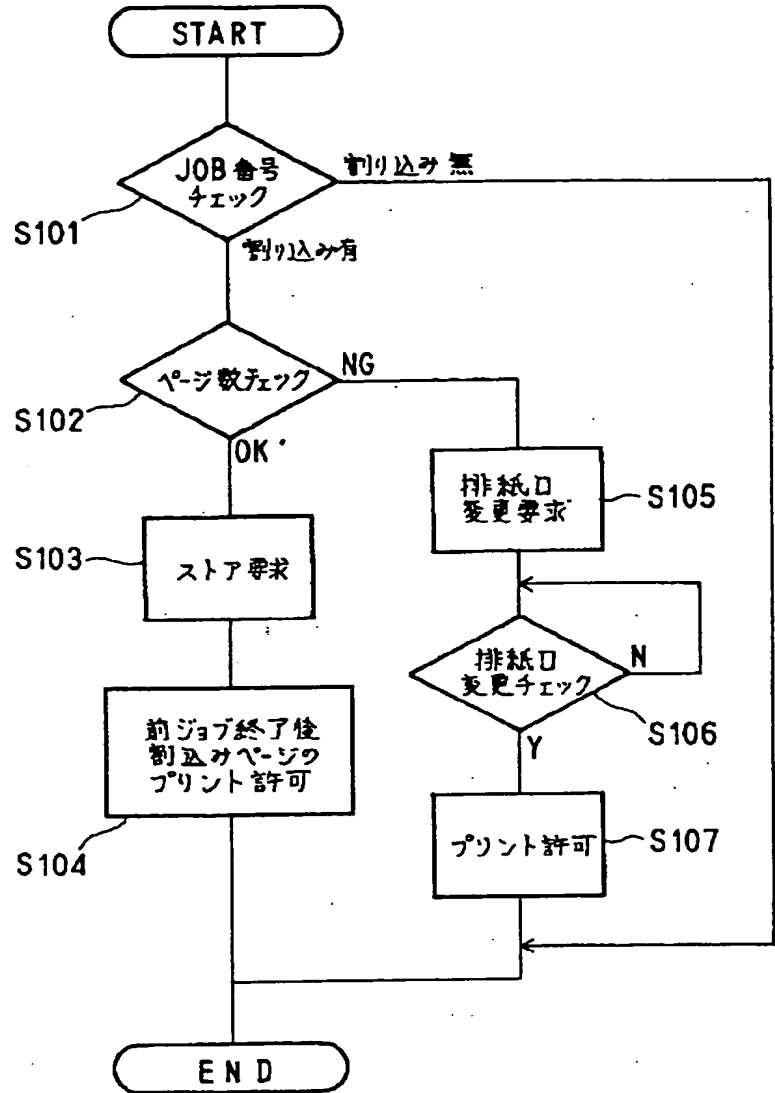 START
JOB番号
チェック
割り込み無
S101
割り込み有
ページ数チェック
NG
S102
OK
排紙口
変更要求
S105
S103
ストア要求
排紙口
変更チェック
N
S106
Y
前ジョブ終了後
割込みページの
プリント許可
S104
プリント許可
S107
END